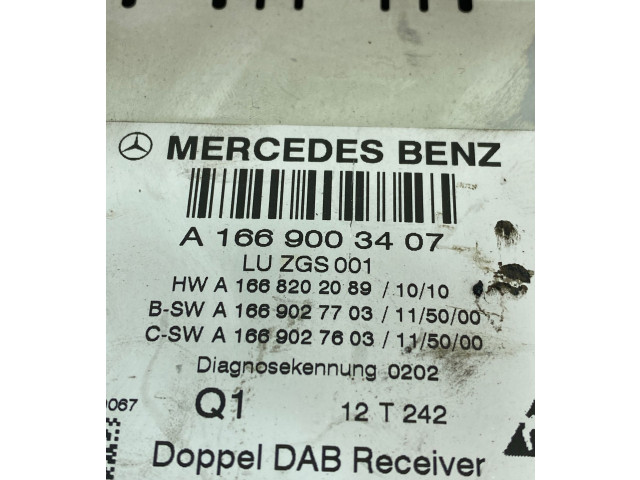 MERCEDES BENZ
A 166 900 34 07
LU ZGS 001
HW A 166 820 20 89 / 10/10
B-SW A 166 902 77 03 / 11/50/00
C-SW A 166 902 76 03 / 11/50/00
Diagnosekennung 0202
Q1 12 T 242
Doppel DAB Receiver